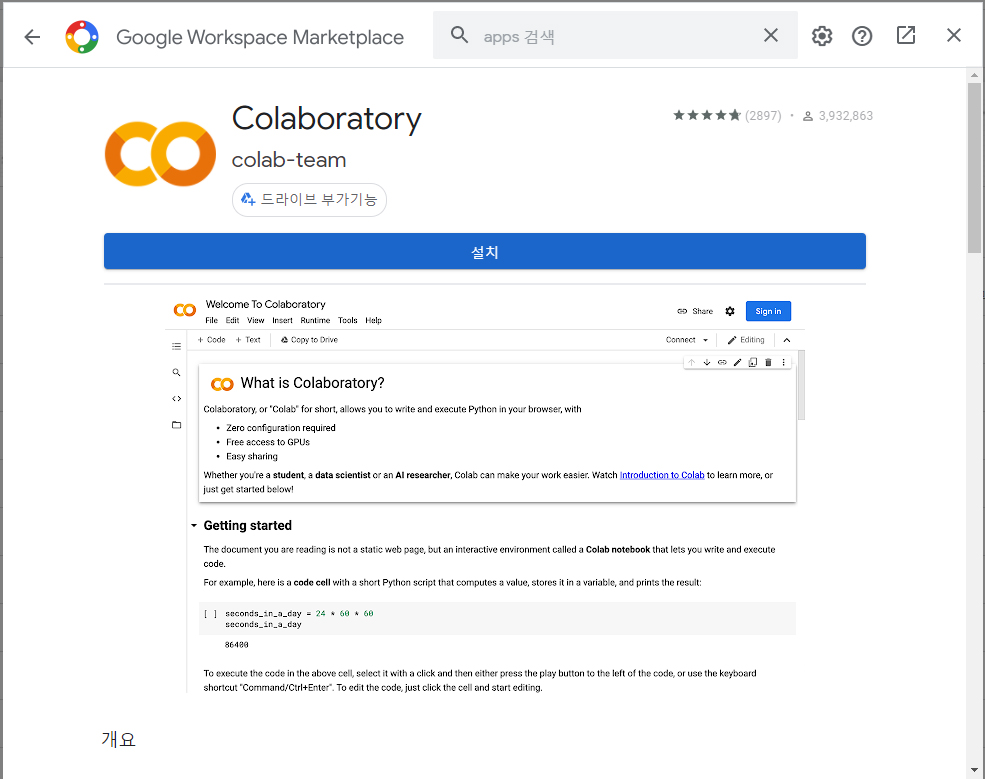 Google Workspace Marketplace
apps 검색
Colaboratory
(2897) • 3,932,863
colab-team
드라이브 부가기능
설치
Welcome To Colaboratory
File Edit View Insert Runtime Tools Help
Share
Sign in
+ Code + Text Copy to Drive
Connect
Editing
What is Colaboratory?
Colaboratory, or "Colab" for short, allows you to write and execute Python in your browser, with
• Zero configuration required
• Free access to GPUs
• Easy sharing
Whether you're a student, a data scientist or an AI researcher, Colab can make your work easier. Watch Introduction to Colab to learn more, or
just get started below!
Getting started
The document you are reading is not a static web page, but an interactive environment called a Colab notebook that lets you write and execute
code.
For example, here is a code cell with a short Python script that computes a value, stores it in a variable, and prints the result:
[ ] seconds_in_a_day = 24 * 60 * 60
seconds_in_a_day
86400
To execute the code in the above cell, select it with a click and then either press the play button to the left of the code, or use the keyboard
shortcut "Command/Ctrl+Enter". To edit the code, just click the cell and start editing.
개요